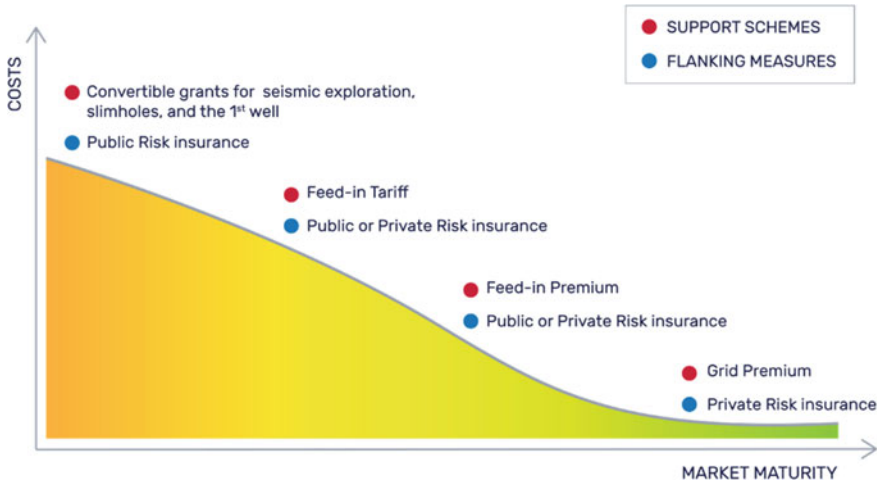 SUPPORT SCHEMES
FLANKING MEASURES
COSTS
Convertible grants for seismic exploration,
slimholes, and the 1st well
Public Risk insurance
Feed-in Tariff
Public or Private Risk insurance
Feed-in Premium
Public or Private Risk insurance
Grid Premium
Private Risk insurance
MARKET MATURITY